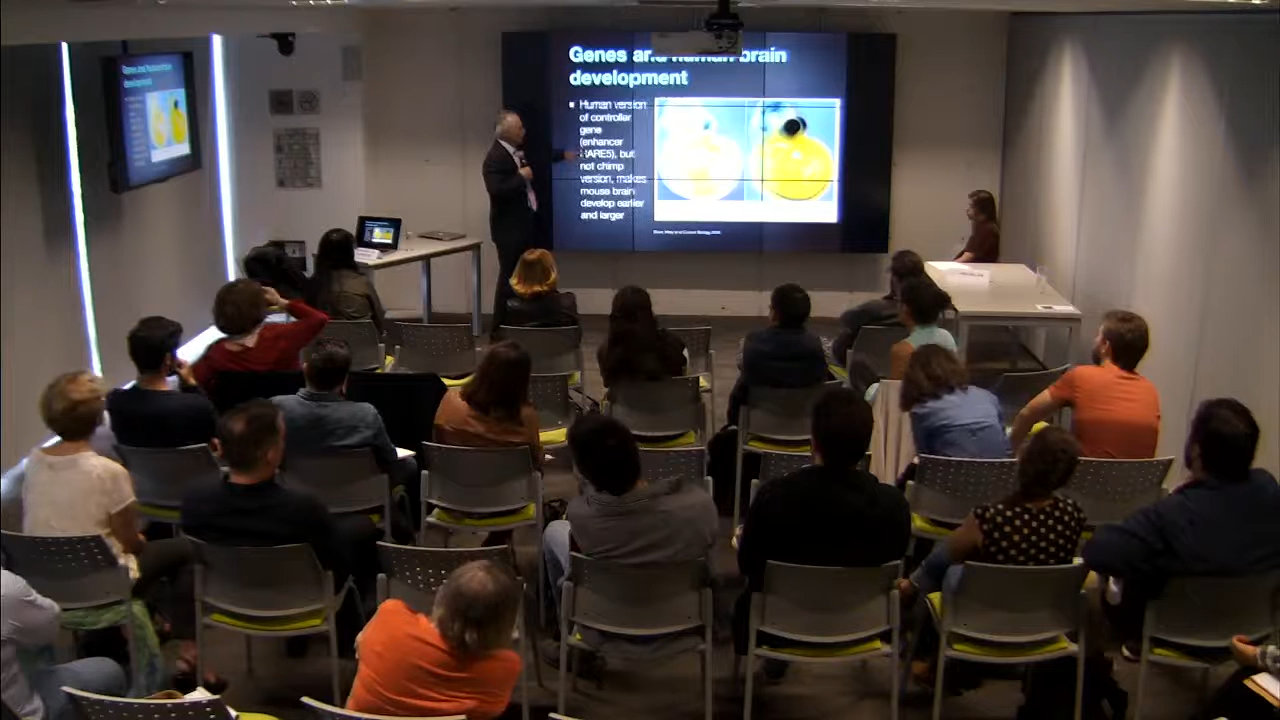 Genes and human brain
development
Human version
of controller
gene
(enhancer
HARE5), but
not chimp
version, makes
mouse brain
develop earlier
and larger